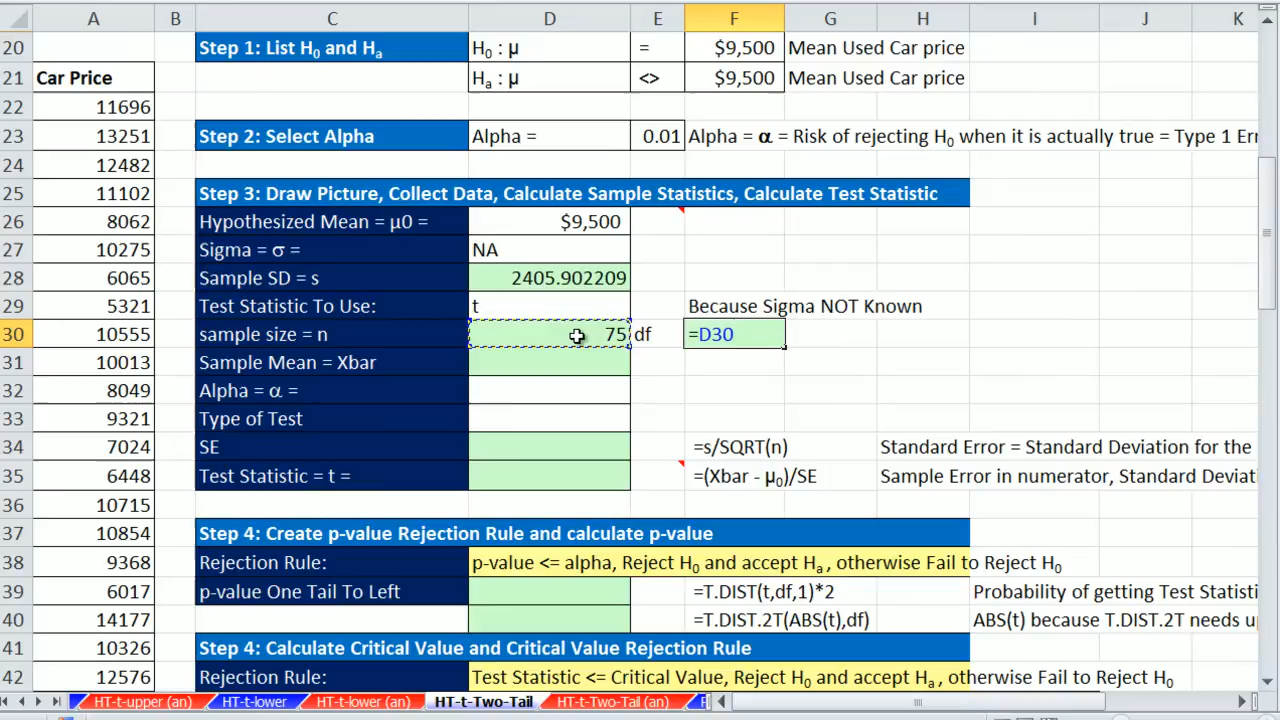 A B C D E F G H I J K
20 Step 1: List H₀ and Hₐ H₀ : μ = $9,500 Mean Used Car price
21 Car Price Hₐ : μ <> $9,500 Mean Used Car price
22 11696
23 13251 Step 2: Select Alpha Alpha = 0.01 Alpha = α = Risk of rejecting H₀ when it is actually true = Type 1 Er
24 12482
25 11102 Step 3: Draw Picture, Collect Data, Calculate Sample Statistics, Calculate Test Statistic
26 8062 Hypothesized Mean = μ0 = $9,500
27 10275 Sigma = σ = NA
28 6065 Sample SD = s 2405.902209
29 5321 Test Statistic To Use: t Because Sigma NOT Known
30 10555 sample size = n 75 df =D30
31 10013 Sample Mean = Xbar
32 8049 Alpha = α =
33 9321 Type of Test
34 7024 SE =s/SQRT(n) Standard Error = Standard Deviation for the
35 6448 Test Statistic = t = =(Xbar - μ₀)/SE Sample Error in numerator, Standard Deviati
36 10715
37 10854 Step 4: Create p-value Rejection Rule and calculate p-value
38 9368 Rejection Rule: p-value <= alpha, Reject H₀ and accept Hₐ , otherwise Fail to Reject H₀
39 6017 p-value One Tail To Left =T.DIST(t,df,1)*2 Probability of getting Test Statisti
40 14177 =T.DIST.2T(ABS(t),df) ABS(t) because T.DIST.2T needs u
41 10326 Step 4: Calculate Critical Value and Critical Value Rejection Rule
42 12576 Rejection Rule: Test Statistic <= Critical Value, Reject H₀ and accept Hₐ , otherwise Fail to Reject H₀
HT-t-upper (an) HT-t-lower HT-t-lower (an) HT-t-Two-Tail HT-t-Two-Tail (an)